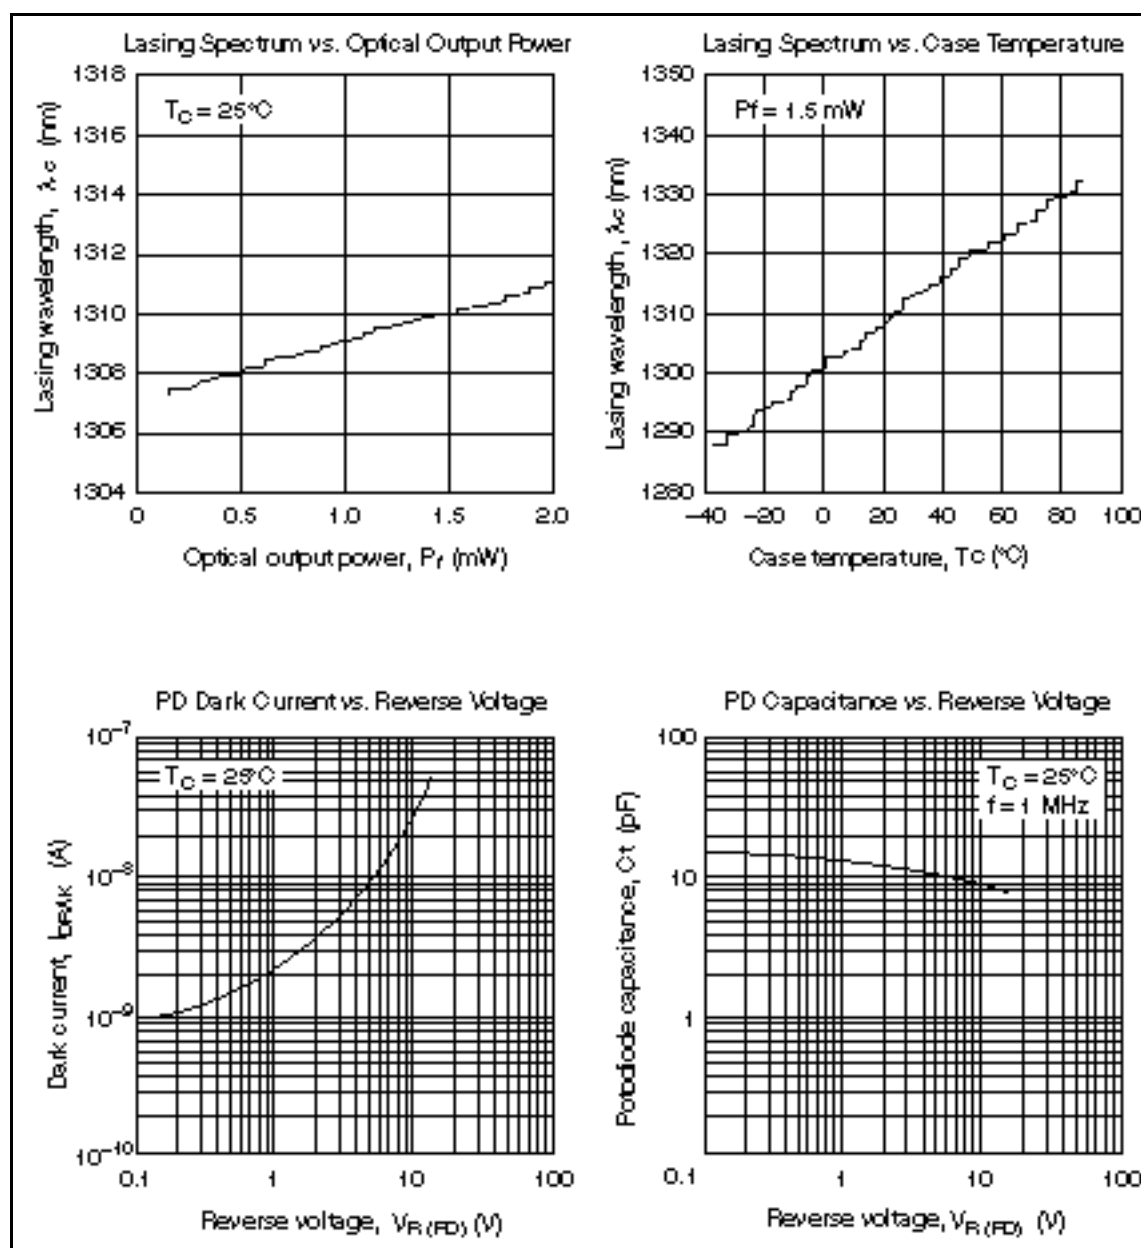 Lasing Spectrum vs. Optical Output Power
1318
1316
1314
1312
1310
1308
1306
1304
TC = 25°C
Lasing wavelength, λc (nm)
0 0.5 1.0 1.5 2.0
Optical output power, Pf (mW)
Lasing Spectrum vs. Case Temperature
1350
1340
1330
1320
1310
1300
1290
1280
Pf = 1.5 mW
Lasing wavelength, λc (nm)
−40 −20 0 20 40 60 80 100
Case temperature, TC (°C)
PD Dark Current vs. Reverse Voltage
10−7
10−8
10−9
10−10
TC = 25°C
Dark current, IDRAK (A)
0.1 1 10 100
Reverse voltage, VR (PD) (V)
PD Capacitance vs. Reverse Voltage
100
10
1
0.1
TC = 25°C
f = 1 MHz
Potodiode capacitance, Ct (pF)
1 10 100
Reverse voltage, VR (PD) (V)